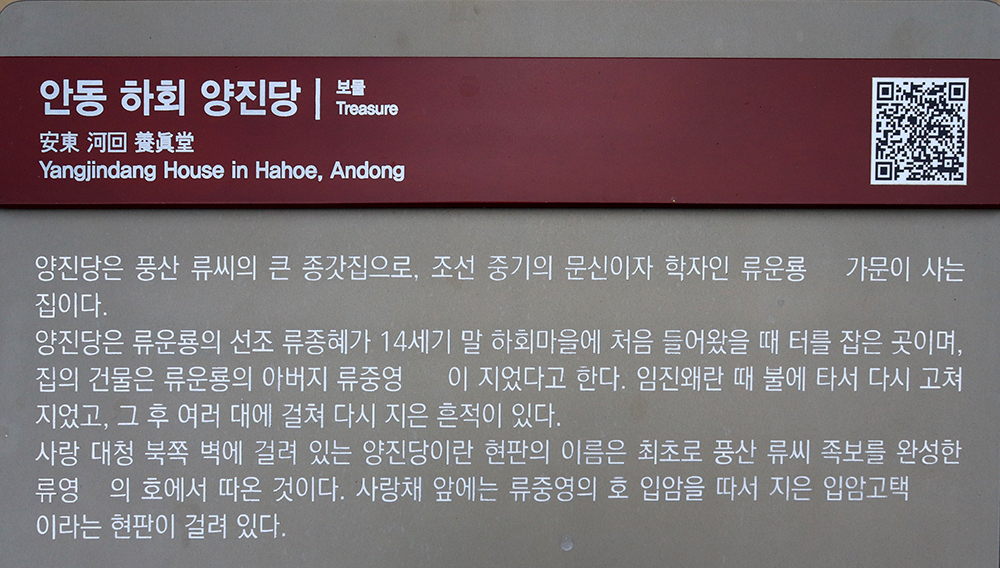 안동 하회 양진당 | 보물
Treasure
安東 河回 養眞堂
Yangjindang House in Hahoe, Andong
양진당은 풍산 류씨의 큰 종갓집으로, 조선 중기의 문신이자 학자인 류운룡 가문이 사는
집이다.
양진당은 류운룡의 선조 류종혜가 14세기 말 하회마을에 처음 들어왔을 때 터를 잡은 곳이며,
집의 건물은 류운룡의 아버지 류중영 이 지었다고 한다. 임진왜란 때 불에 타서 다시 고쳐
지었고, 그 후 여러 대에 걸쳐 다시 지은 흔적이 있다.
사랑 대청 북쪽 벽에 걸려 있는 양진당이란 현판의 이름은 최초로 풍산 류씨 족보를 완성한
류영 의 호에서 따온 것이다. 사랑채 앞에는 류중영의 호 입암을 따서 지은 입암고택
이라는 현판이 걸려 있다.